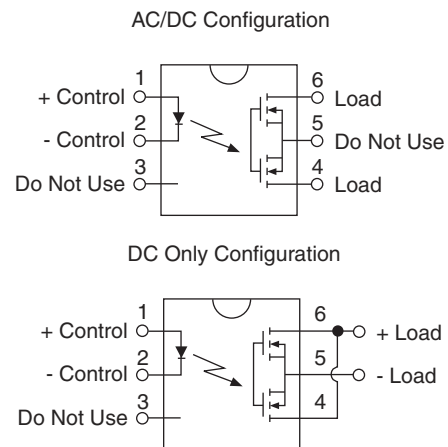 AC/DC Configuration
1
+ Control
2
- Control
3
Do Not Use
6
Load
5
Do Not Use
4
Load
DC Only Configuration
1
+ Control
2
- Control
3
Do Not Use
6
+ Load
5
- Load
4